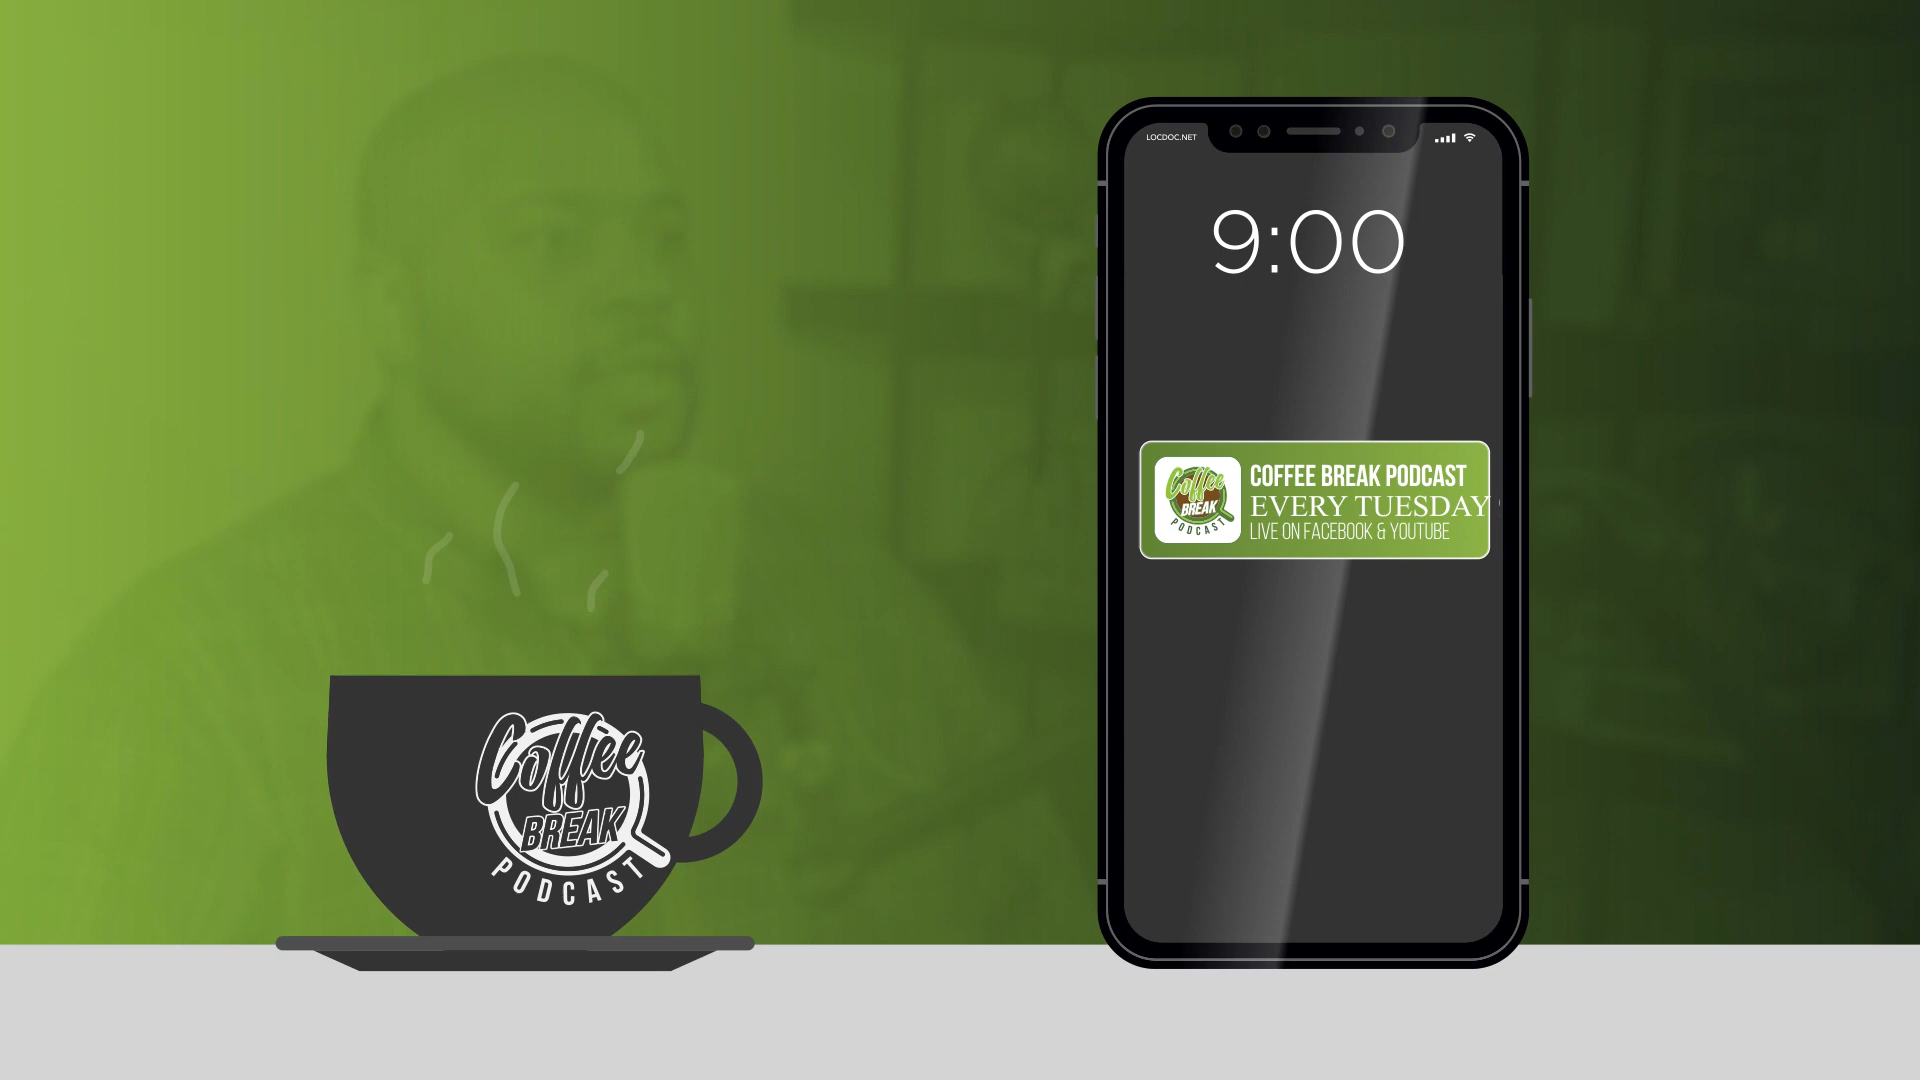 LOCDOC.NET
9:00
Coffee
BREAK
PODCAST
COFFEE BREAK PODCAST
EVERY TUESDAY
LIVE ON FACEBOOK & YOUTUBE
Coffee
BREAK
PODCAST